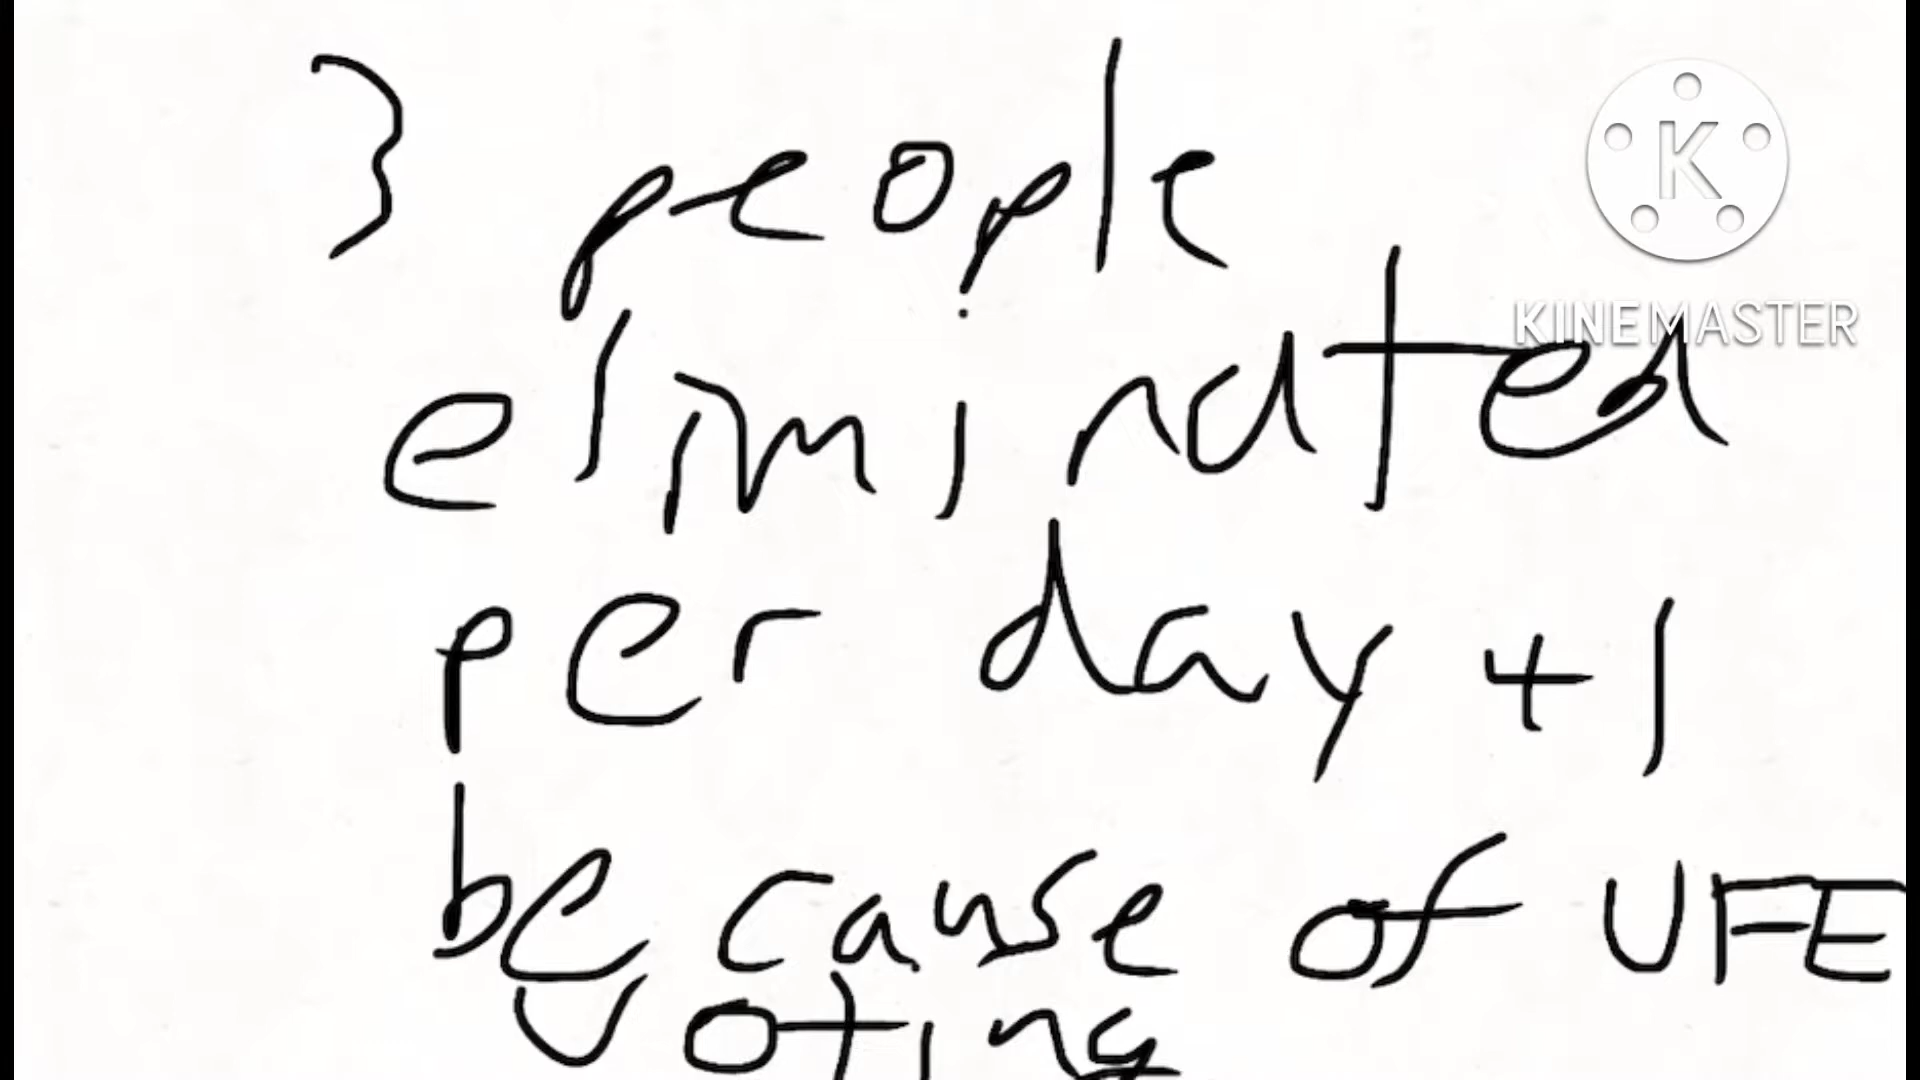 3 people
K
KINEMASTER
eliminated
per day +1
because of UFE
voting